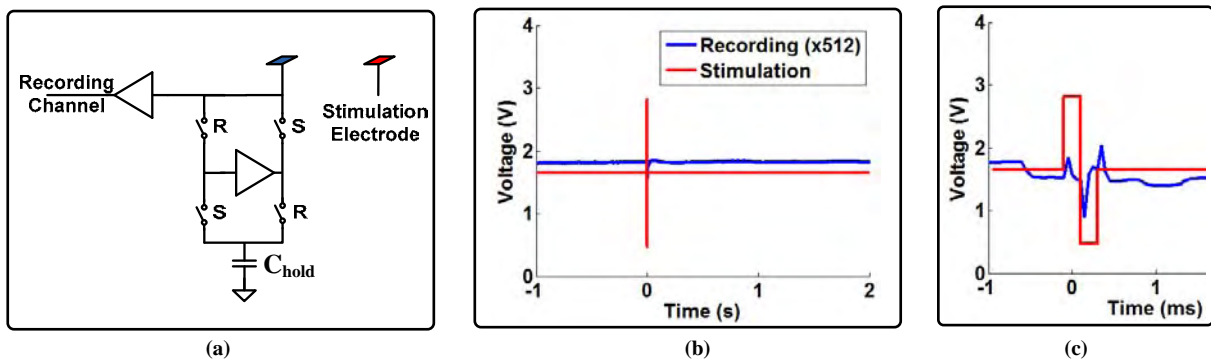 Recording
Channel
R
S
Stimulation
Electrode
S
R
Chold
(a)
Voltage (V)
4
3
2
1
0
Recording (x512)
Stimulation
-1
0
1
2
Time (s)
(b)
Voltage (V)
4
3
2
1
0
-1
0
1
Time (ms)
(c)